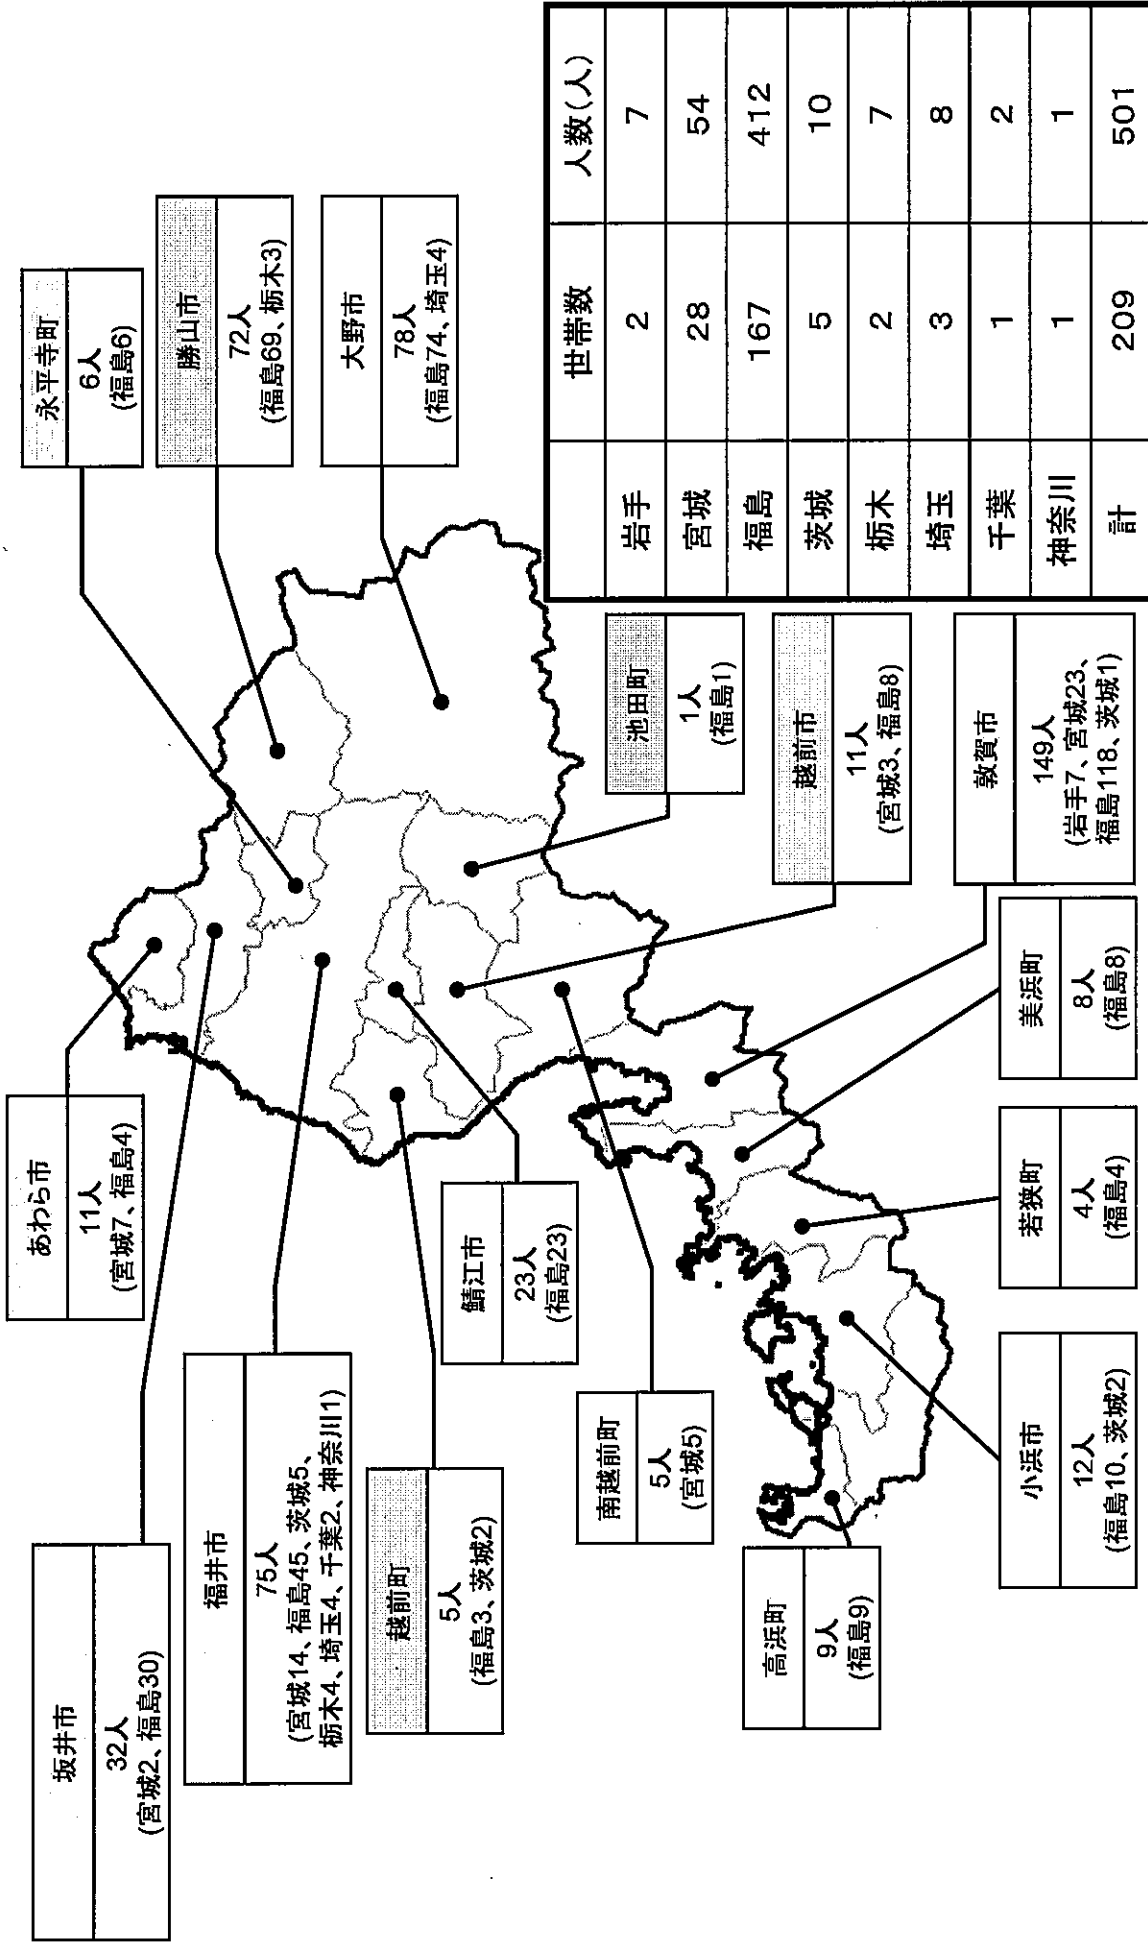 坂井市
32人
(宮城2、福島30)
あわら市
11人
(宮城7、福島4)
永平寺町
6人
(福島6)
勝山市
72人
(福島69、栃木3)
大野市
78人
(福島74、埼玉4)
福井市
75人
(宮城14、福島45、茨城5、
栃木4、埼玉4、千葉2、神奈川1)
越前町
5人
(福島3、茨城2)
鯖江市
23人
(福島23)
南越前町
5人
(宮城5)
池田町
1人
(福島1)
越前市
11人
(宮城3、福島8)
敦賀市
149人
(岩手7、宮城23、
福島118、茨城1)
高浜町
9人
(福島9)
小浜市
12人
(福島10、茨城2)
若狭町
4人
(福島4)
美浜町
8人
(福島8)
世帯数 人数(人)
岩手 2 7
宮城 28 54
福島 167 412
茨城 5 10
栃木 2 7
埼玉 3 8
千葉 1 2
神奈川 1 1
計 209 501